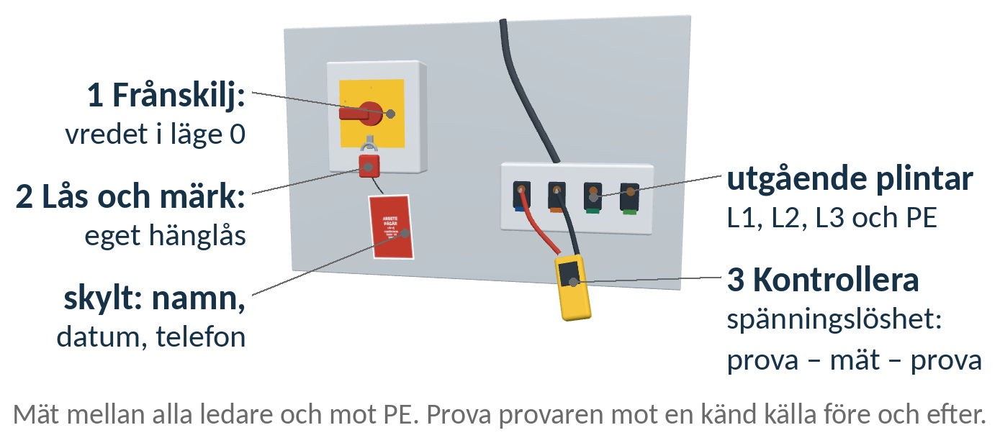 1 Frånskilj:
vredet i läge 0
2 Lås och märk:
eget hänglås
skylt: namn,
datum, telefon
ARBETE
PÅGÅR
utgående plintar
L1, L2, L3 och PE
3 Kontrollera
spänningslöshet:
prova – mät – prova
Mät mellan alla ledare och mot PE. Prova provaren mot en känd källa före och efter.